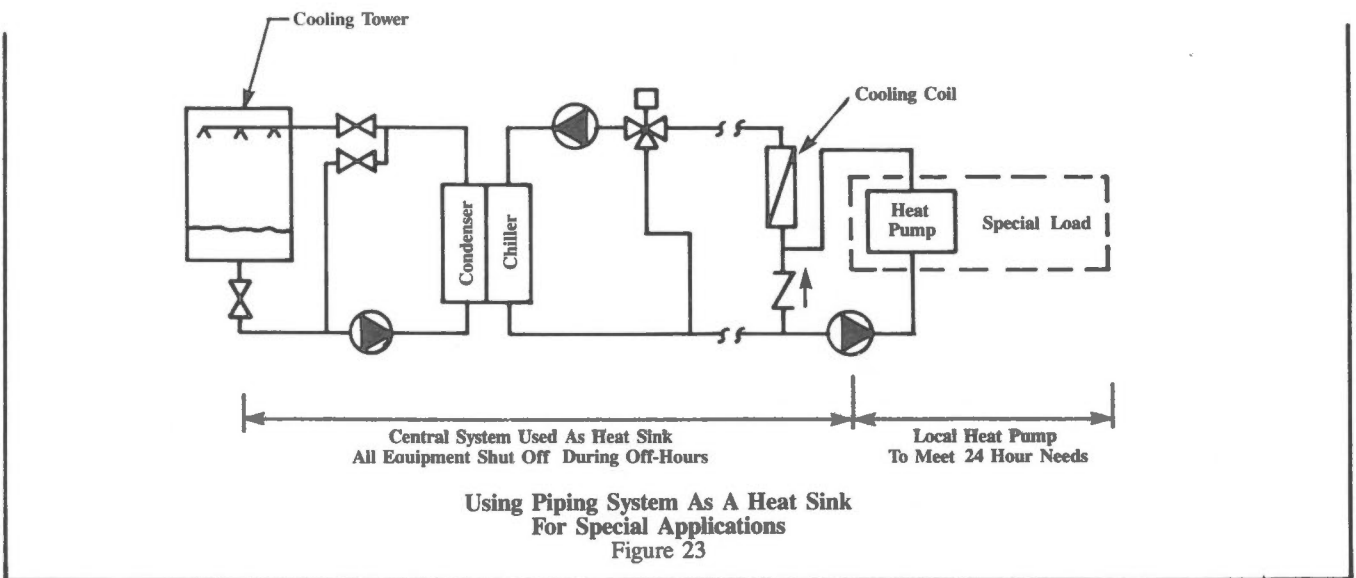 Cooling Tower
Cooling Coil
Condenser
Chiller
Heat
Pump
Special Load
Central System Used As Heat Sink
All Equipment Shut Off During Off-Hours
Local Heat Pump
To Meet 24 Hour Needs
Using Piping System As A Heat Sink
For Special Applications
Figure 23